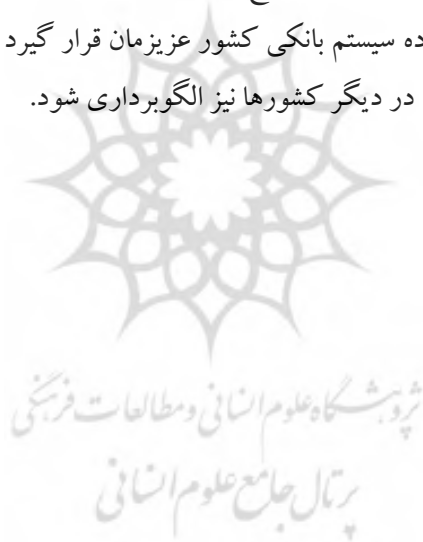 ده سیستم بانکی کشور عزیزمان قرار گیرد
در دیگر کشورها نیز الگوبرداری شود.
پژوهشگاه علوم انسانی و مطالعات فرهنگی
پرتال جامع علوم انسانی